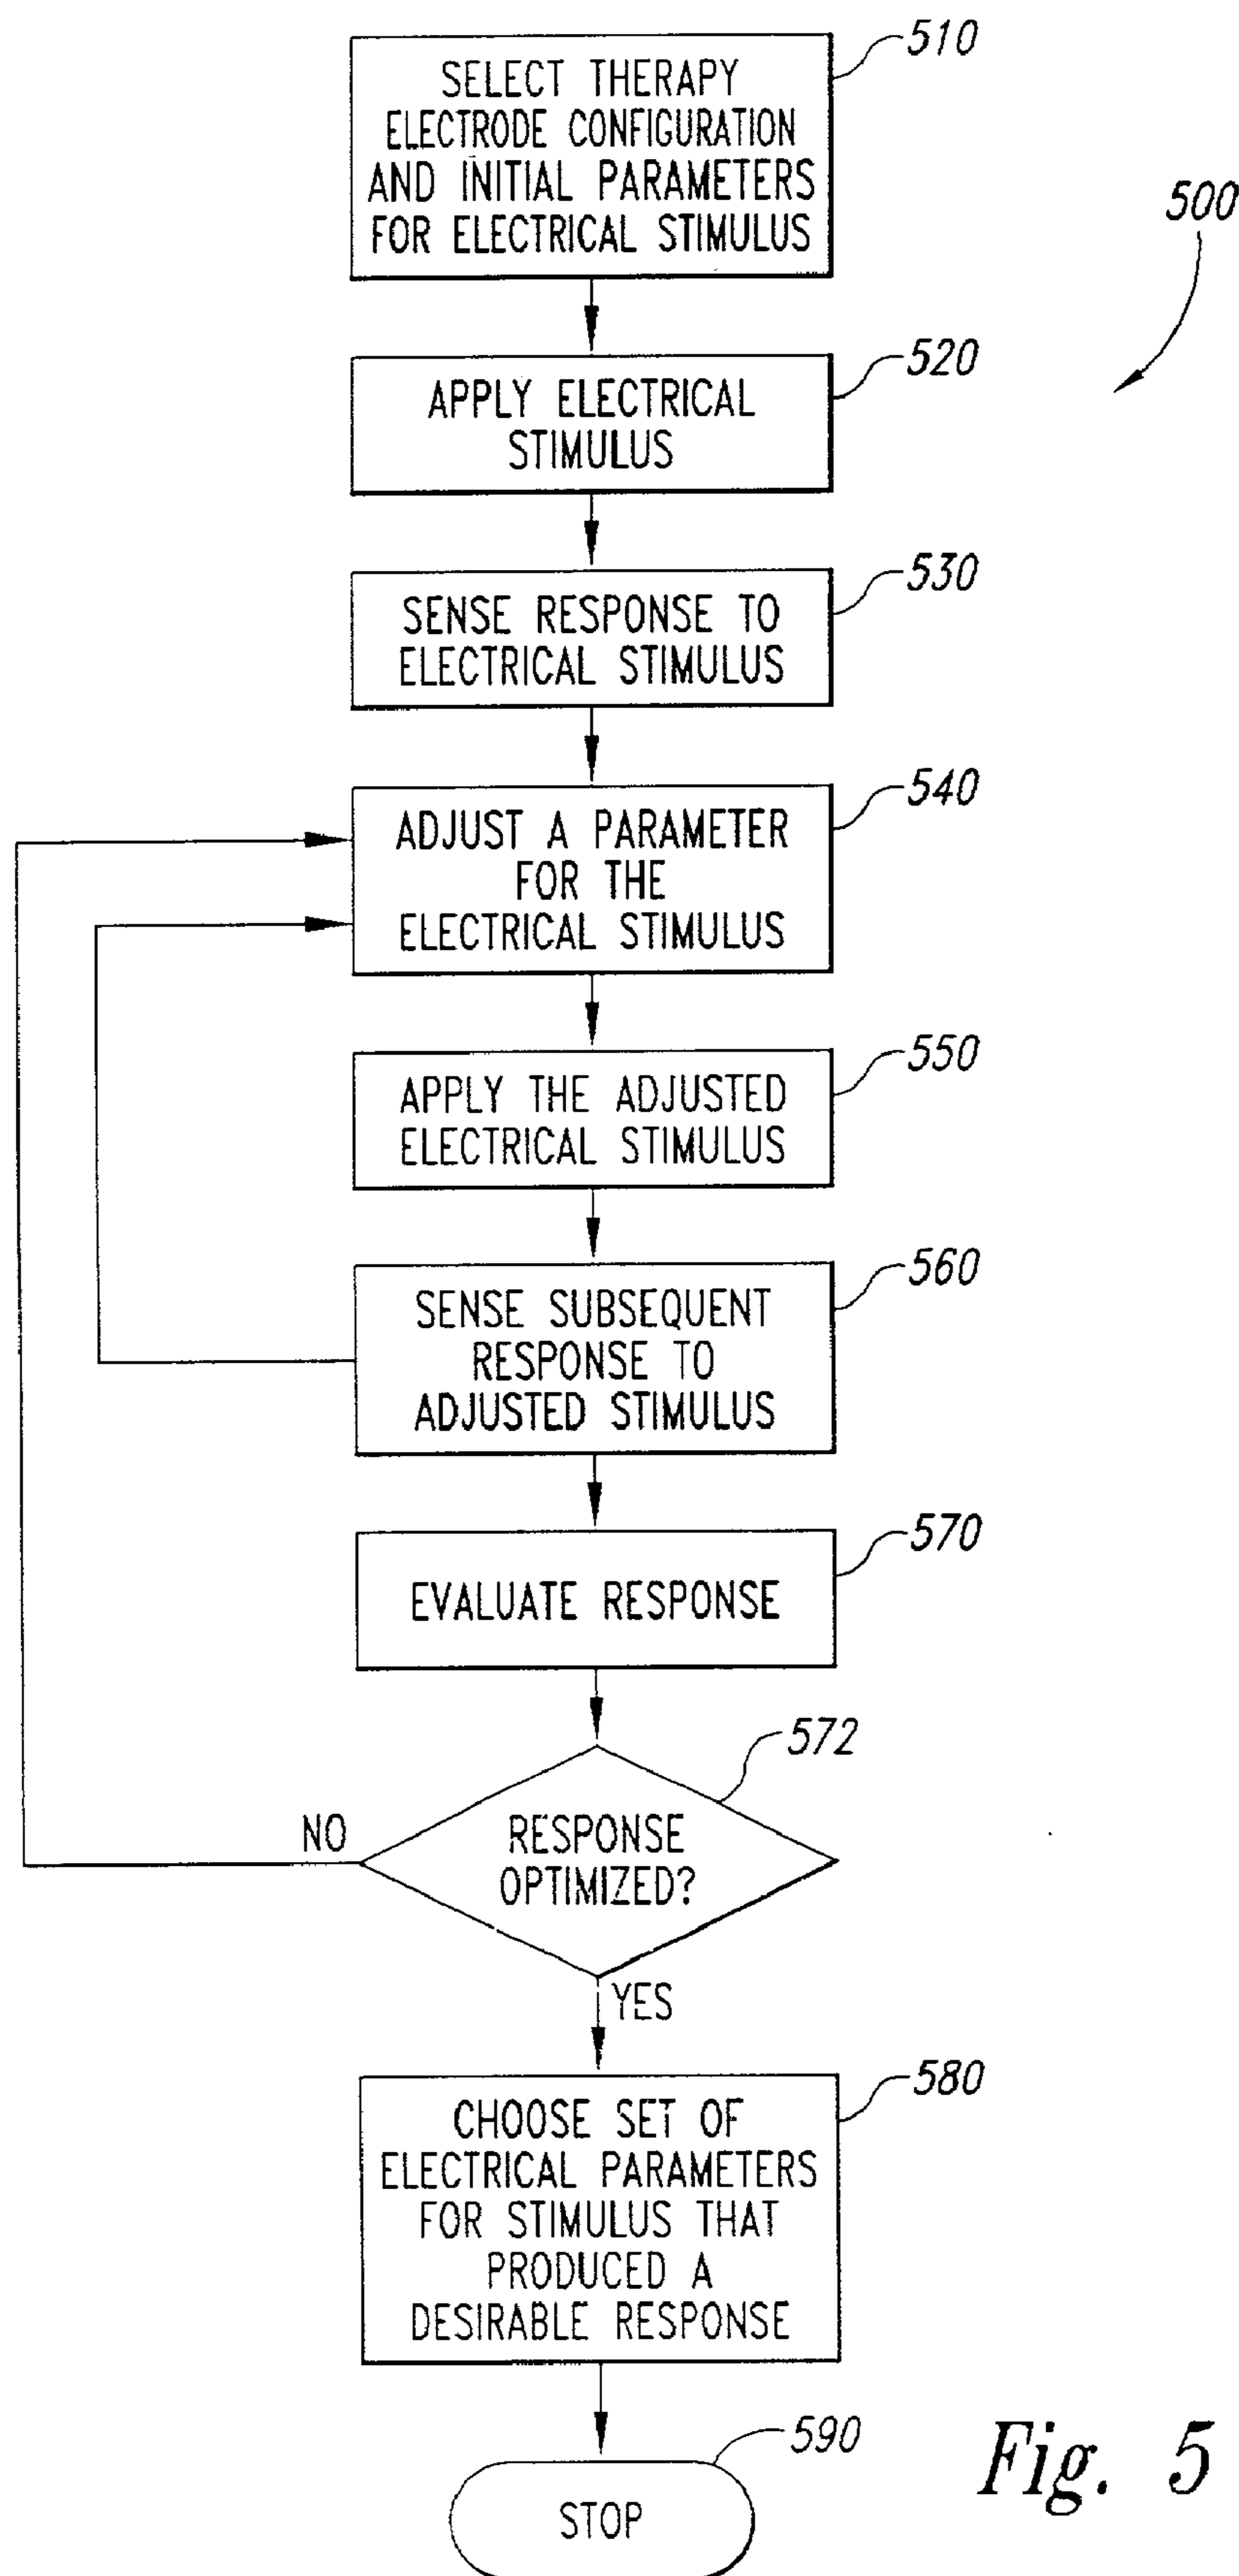 510
SELECT THERAPY
ELECTRODE CONFIGURATION
AND INITIAL PARAMETERS
FOR ELECTRICAL STIMULUS
500
520
APPLY ELECTRICAL
STIMULUS
530
SENSE RESPONSE TO
ELECTRICAL STIMULUS
540
ADJUST A PARAMETER
FOR THE
ELECTRICAL STIMULUS
550
APPLY THE ADJUSTED
ELECTRICAL STIMULUS
560
SENSE SUBSEQUENT
RESPONSE TO
ADJUSTED STIMULUS
570
EVALUATE RESPONSE
572
NO
RESPONSE
OPTIMIZED?
YES
580
CHOOSE SET OF
ELECTRICAL PARAMETERS
FOR STIMULUS THAT
PRODUCED A
DESIRABLE RESPONSE
590
STOP
Fig. 5